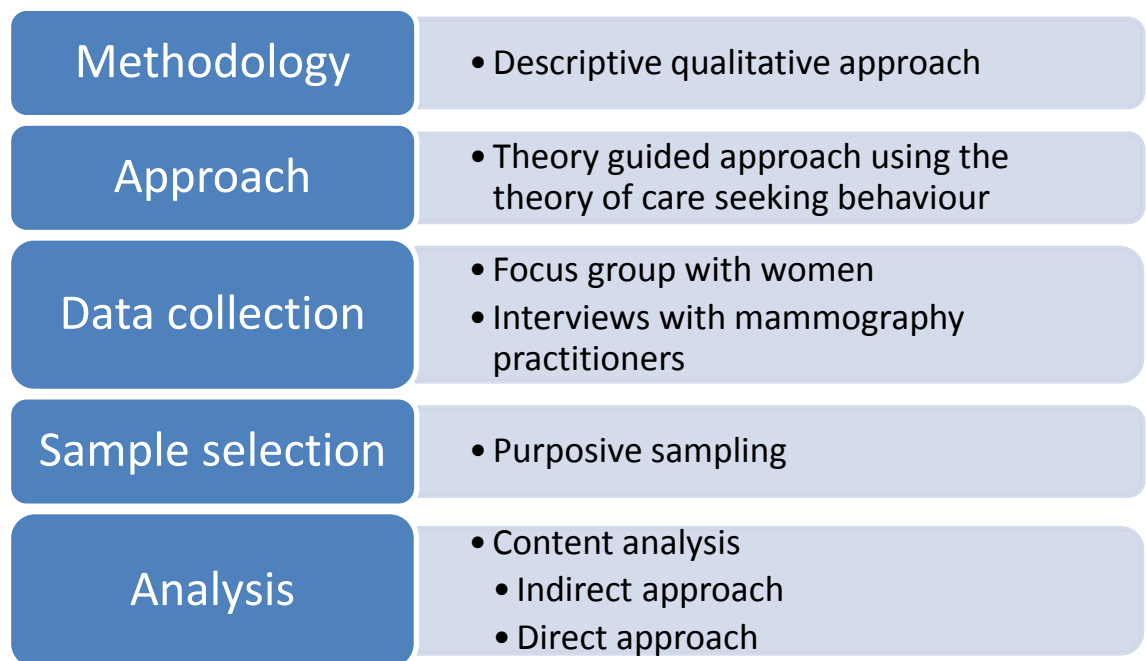 Methodology
• Descriptive qualitative approach
Approach
• Theory guided approach using the
theory of care seeking behaviour
Data collection
• Focus group with women
• Interviews with mammography
practitioners
Sample selection
• Purposive sampling
Analysis
• Content analysis
• Indirect approach
• Direct approach